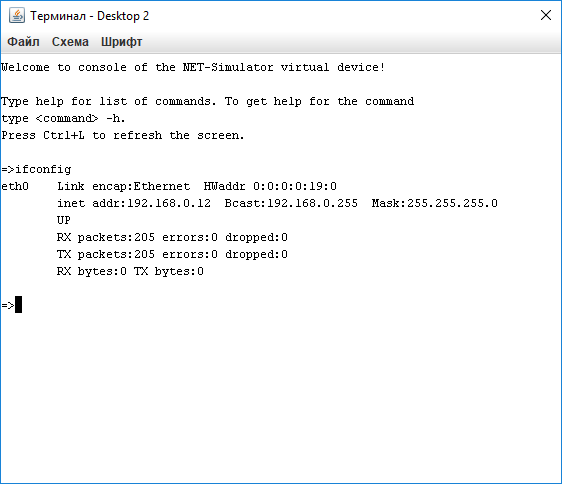 Терминал - Desktop 2
Файл Схема Шрифт
Welcome to console of the NET-Simulator virtual device!
Type help for list of commands. To get help for the command
type <command> -h.
Press Ctrl+L to refresh the screen.
=>ifconfig
eth0    Link encap:Ethernet  HWaddr 0:0:0:0:19:0
        inet addr:192.168.0.12  Bcast:192.168.0.255  Mask:255.255.255.0
        UP
        RX packets:205 errors:0 dropped:0
        TX packets:205 errors:0 dropped:0
        RX bytes:0 TX bytes:0
=>